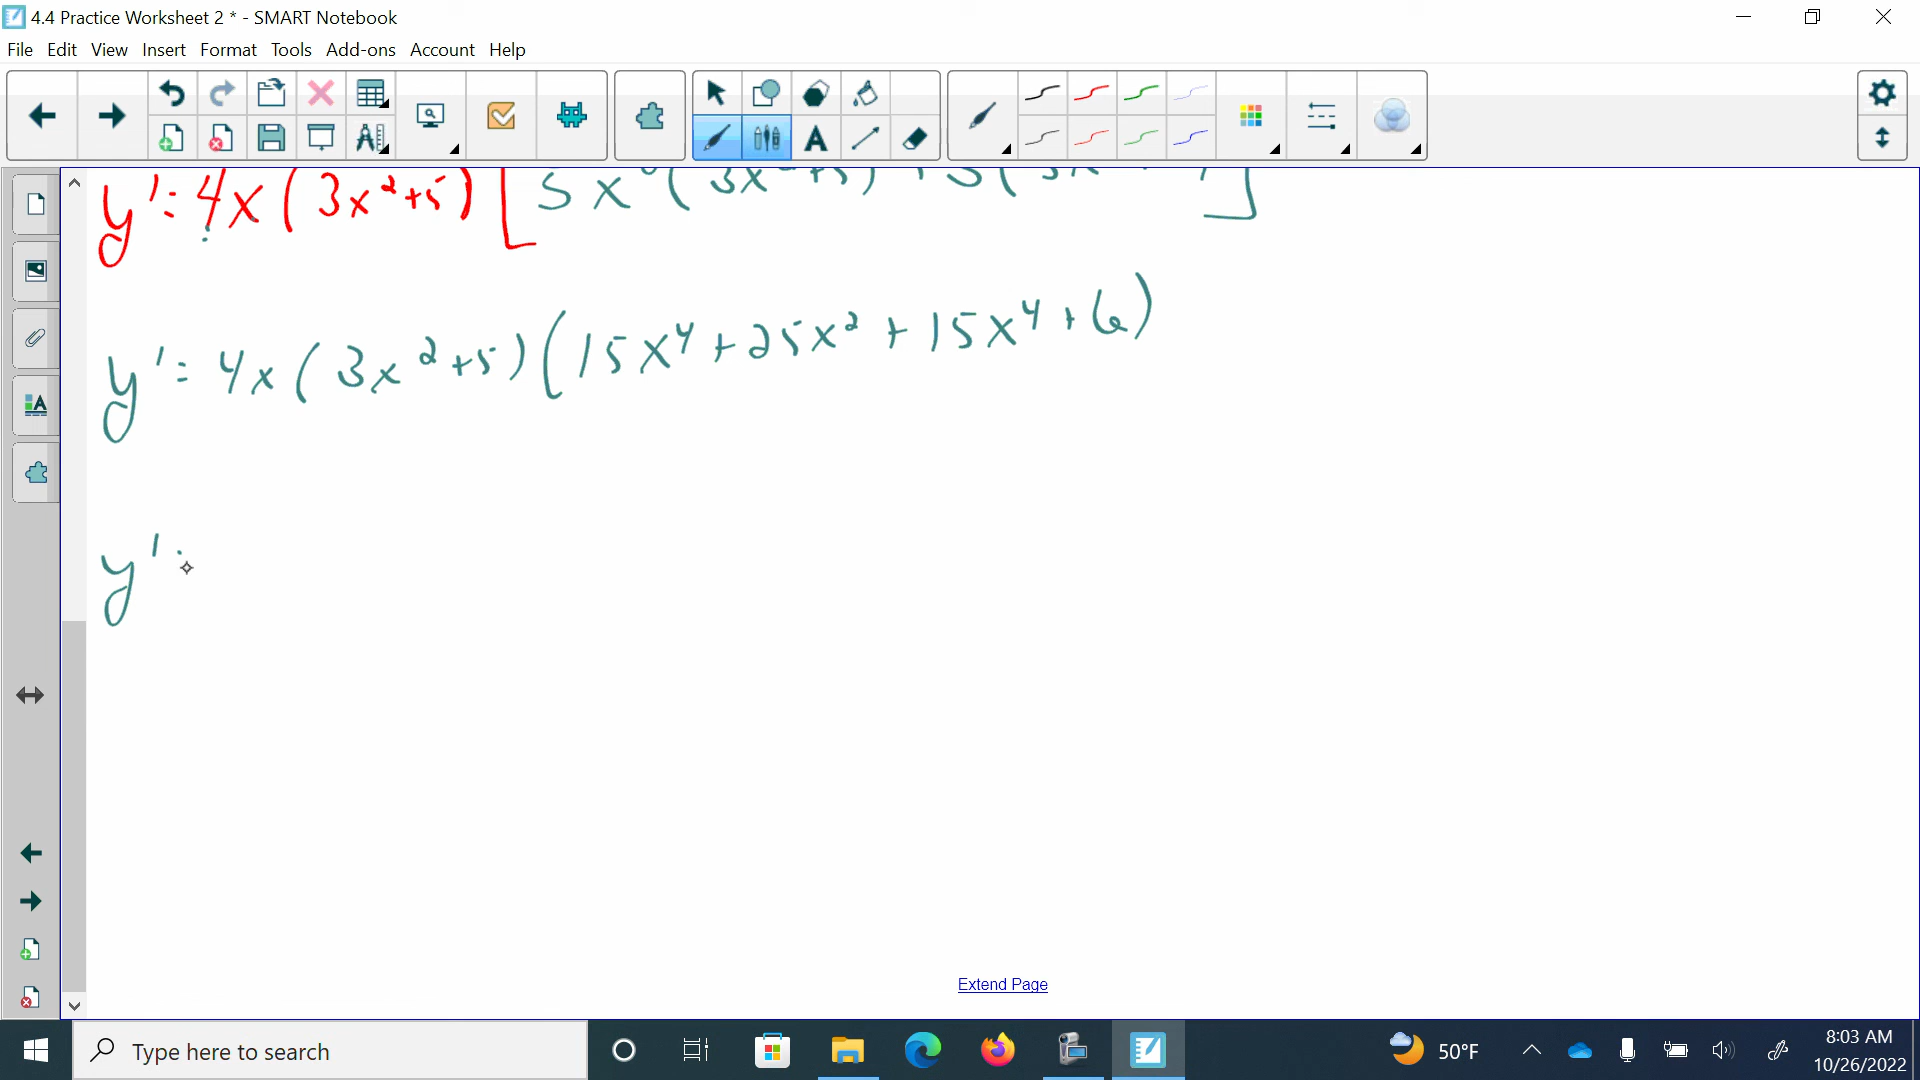 4.4 Practice Worksheet 2 * - SMART Notebook
File Edit View Insert Format Tools Add-ons Account Help
y' = 4x (3x²+5) [
y' = 4x (3x²+5) (15x⁴ + 25x² + 15x⁴ + 6)
y' :
Extend Page
Type here to search
50°F
8:03 AM
10/26/2022